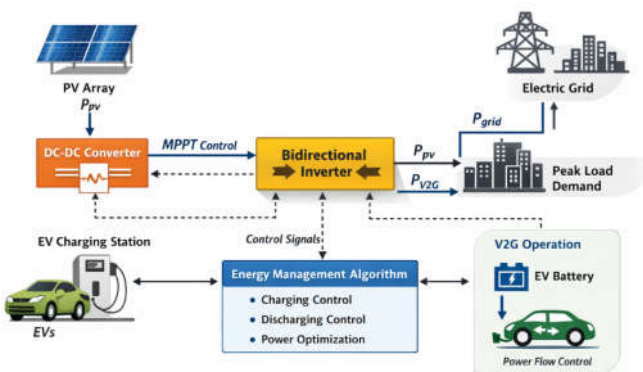 PV Array
Ppv
Electric Grid
DC-DC Converter
MPPT Control
Bidirectional
Inverter
Pgrid
Ppv
PV2G
Peak Load
Demand
EV Charging Station
Control Signals
V2G Operation
Energy Management Algorithm
• Charging Control
• Discharging Control
• Power Optimization
EV Battery
EVs
Power Flow Control